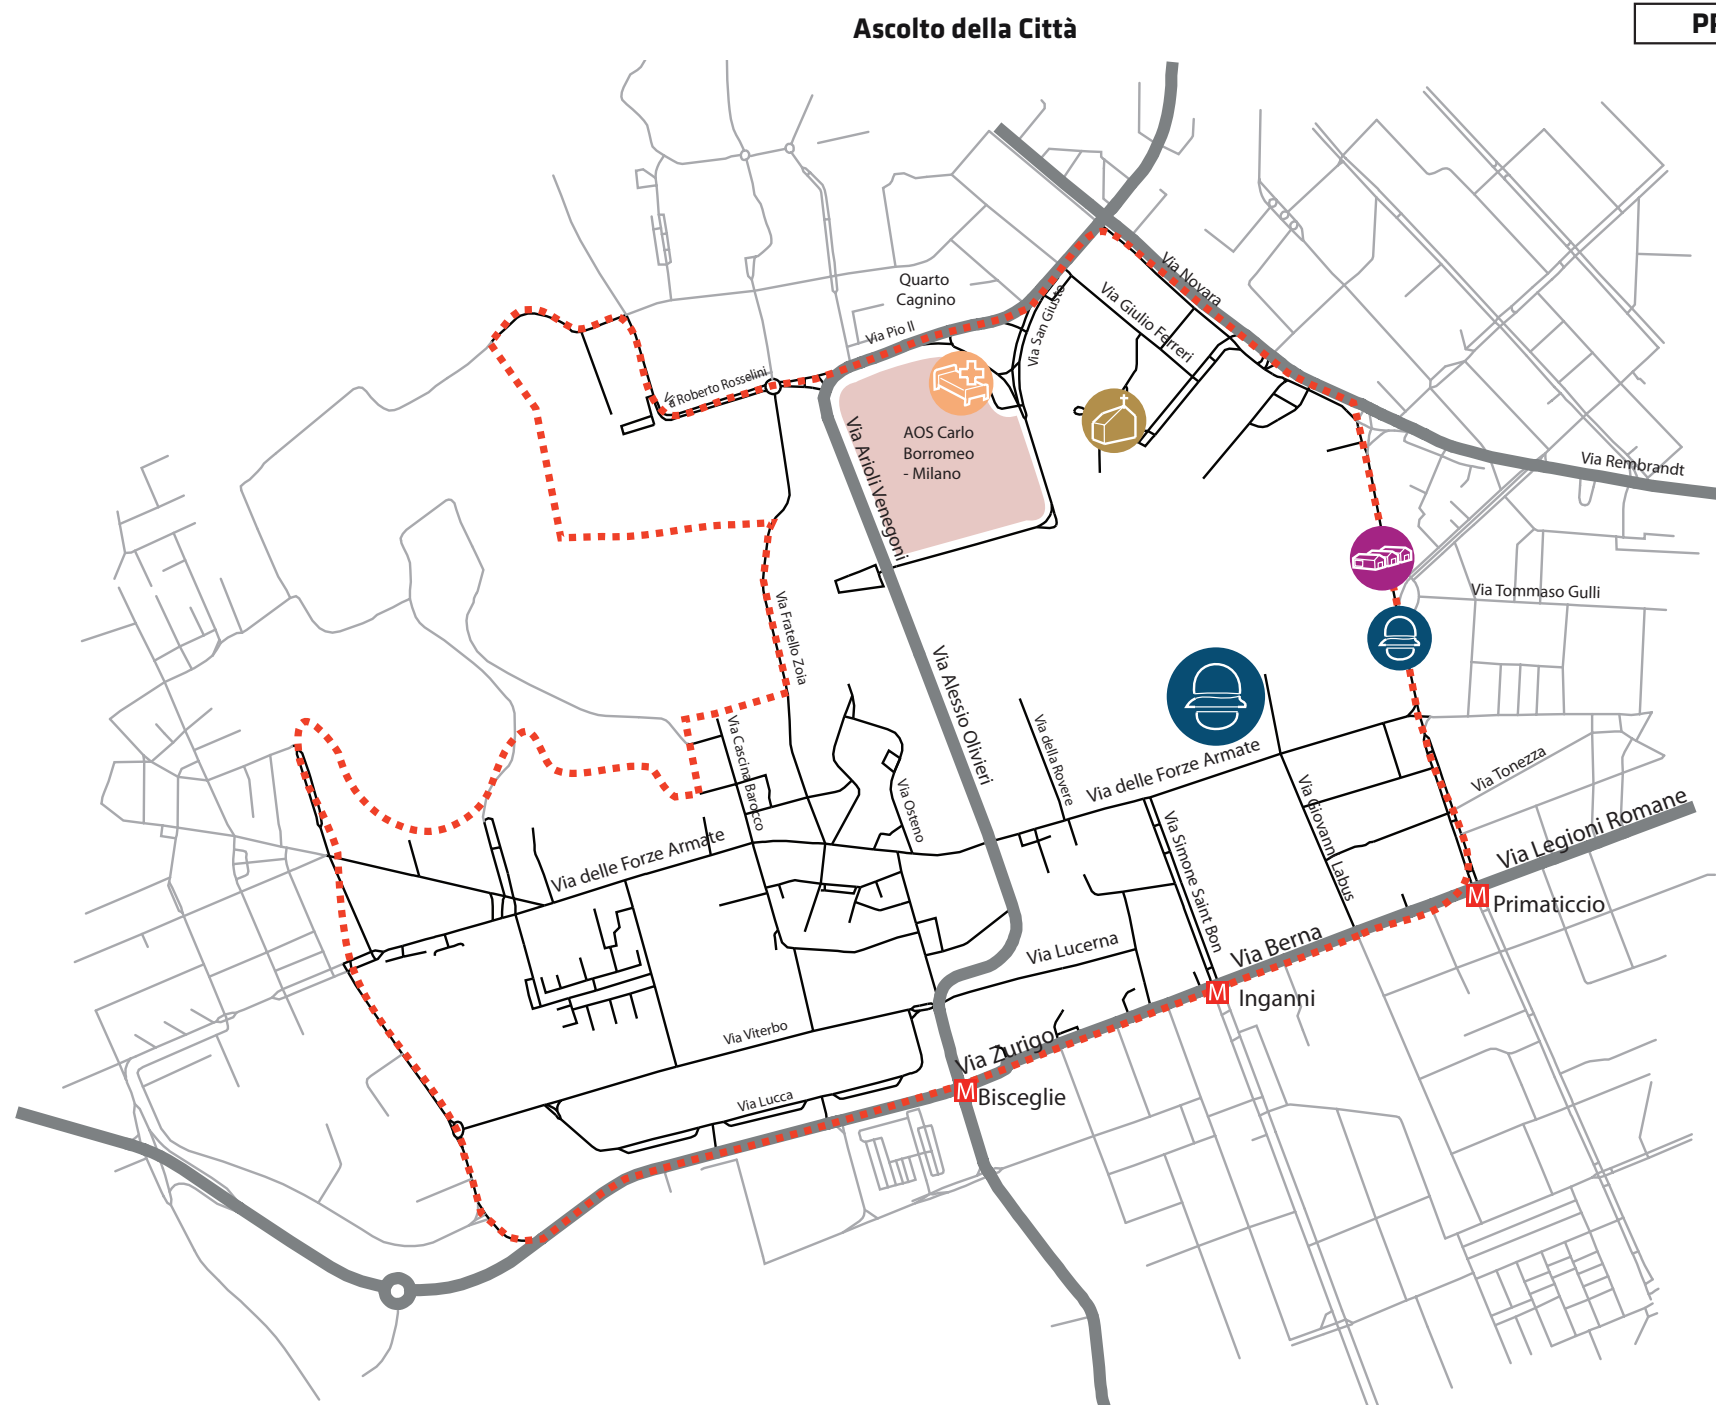 Ascolto della Città
Via Novara
Quarto
Cagnino
Via Giulio Ferreri
Via San Giusto
Via Pio II
Via Roberto Rosselini
AOS Carlo
Borromeo
- Milano
Via Arioli Venegoni
Via Rembrandt
Via Tommaso Gulli
Via Fratello Zoia
Via Alessio Olivieri
Via della Rovere
Via Cascina Barocco
Via delle Forze Armate
Via Tonezza
Via Osteno
Via Giovanni Labus
Via Legioni Romane
Via delle Forze Armate
Via Simone Saint Bon
M Primaticcio
Via Berna
Via Lucerna
M Inganni
Via Viterbo
Via Zurigo
M Bisceglie
Via Lucca